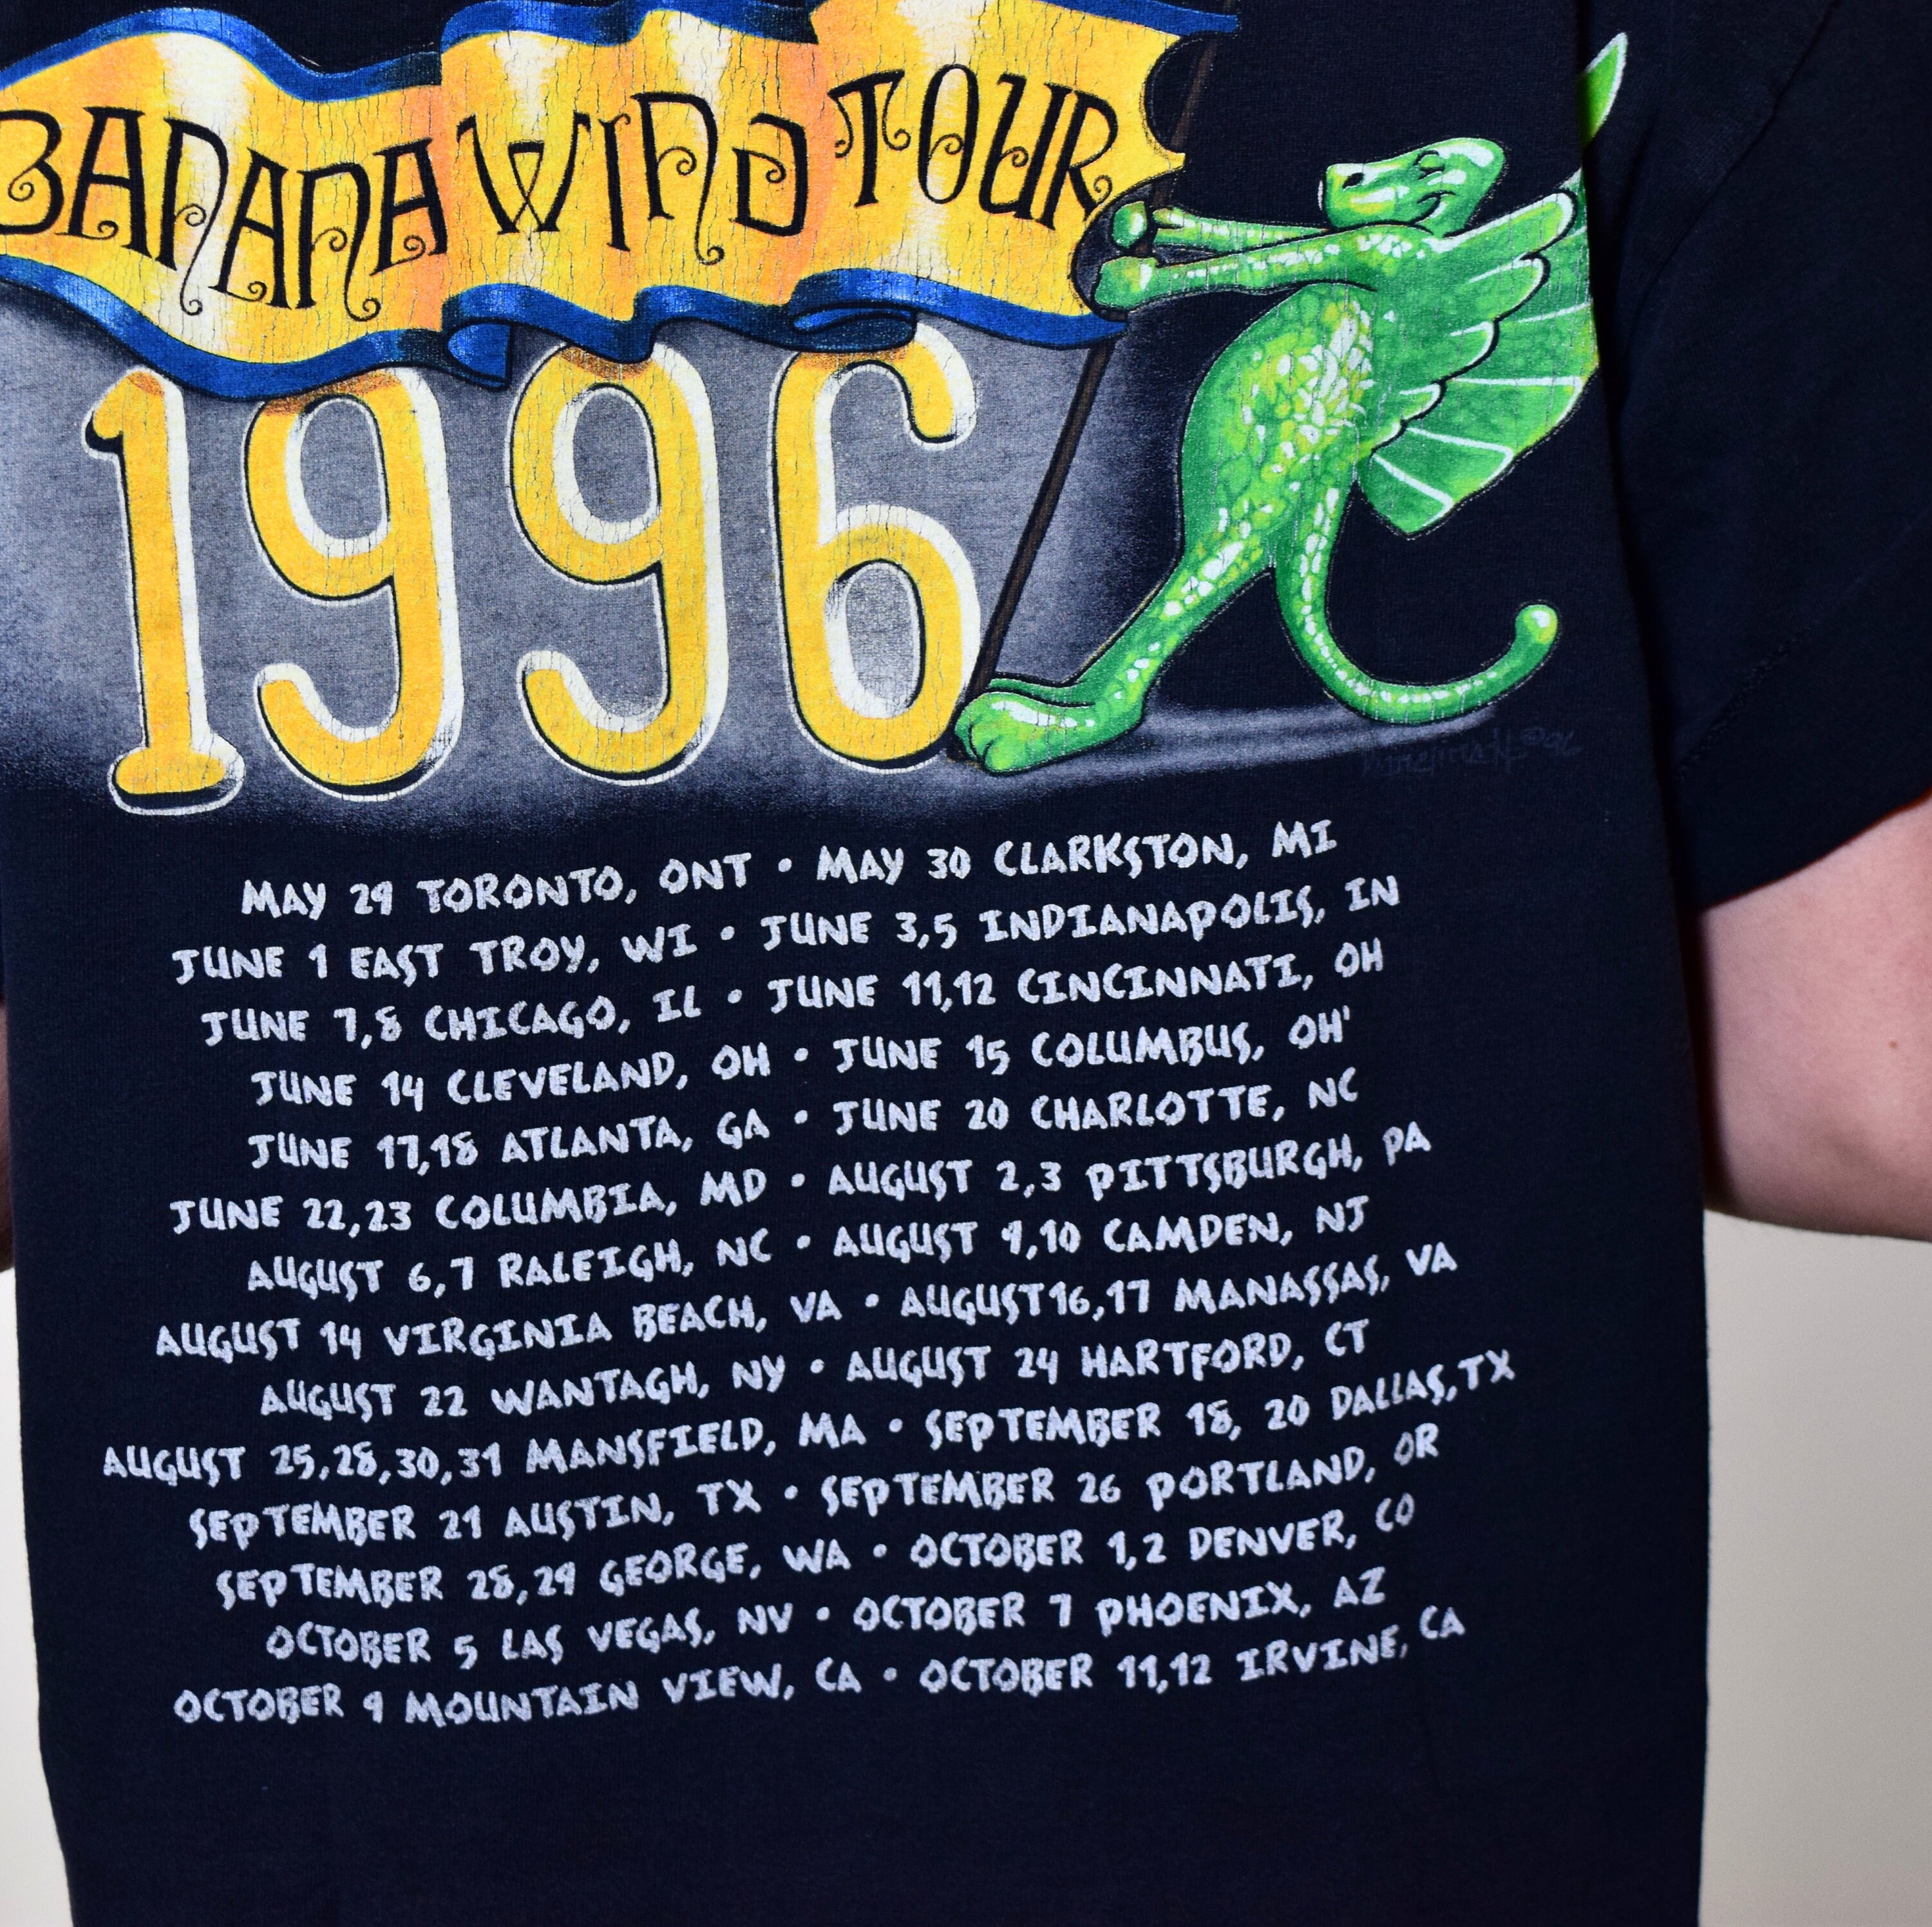 BANANA WIND TOUR
1996
©96
MAY 29 TORONTO, ONT • MAY 30 CLARKSTON, MI
JUNE 1 EAST TROY, WI • JUNE 3,5 INDIANAPOLIS, IN
JUNE 7,8 CHICAGO, IL • JUNE 11,12 CINCINNATI, OH
JUNE 14 CLEVELAND, OH • JUNE 15 COLUMBUS, OH'
JUNE 17,18 ATLANTA, GA • JUNE 20 CHARLOTTE, NC
JUNE 22,23 COLUMBIA, MD • AUGUST 2,3 PITTSBURGH, PA
AUGUST 6,7 RALEIGH, NC • AUGUST 9,10 CAMDEN, NJ
AUGUST 14 VIRGINIA BEACH, VA • AUGUST16,17 MANASSAS, VA
AUGUST 22 WANTAGH, NY • AUGUST 24 HARTFORD, CT
AUGUST 25,28,30,31 MANSFIELD, MA • SEPTEMBER 18, 20 DALLAS,TX
SEPTEMBER 21 AUSTIN, TX • SEPTEMBER 26 PORTLAND, OR
SEPTEMBER 28,29 GEORGE, WA • OCTOBER 1,2 DENVER, CO
OCTOBER 5 LAS VEGAS, NV • OCTOBER 7 PHOENIX, AZ
OCTOBER 9 MOUNTAIN VIEW, CA • OCTOBER 11,12 IRVINE, CA